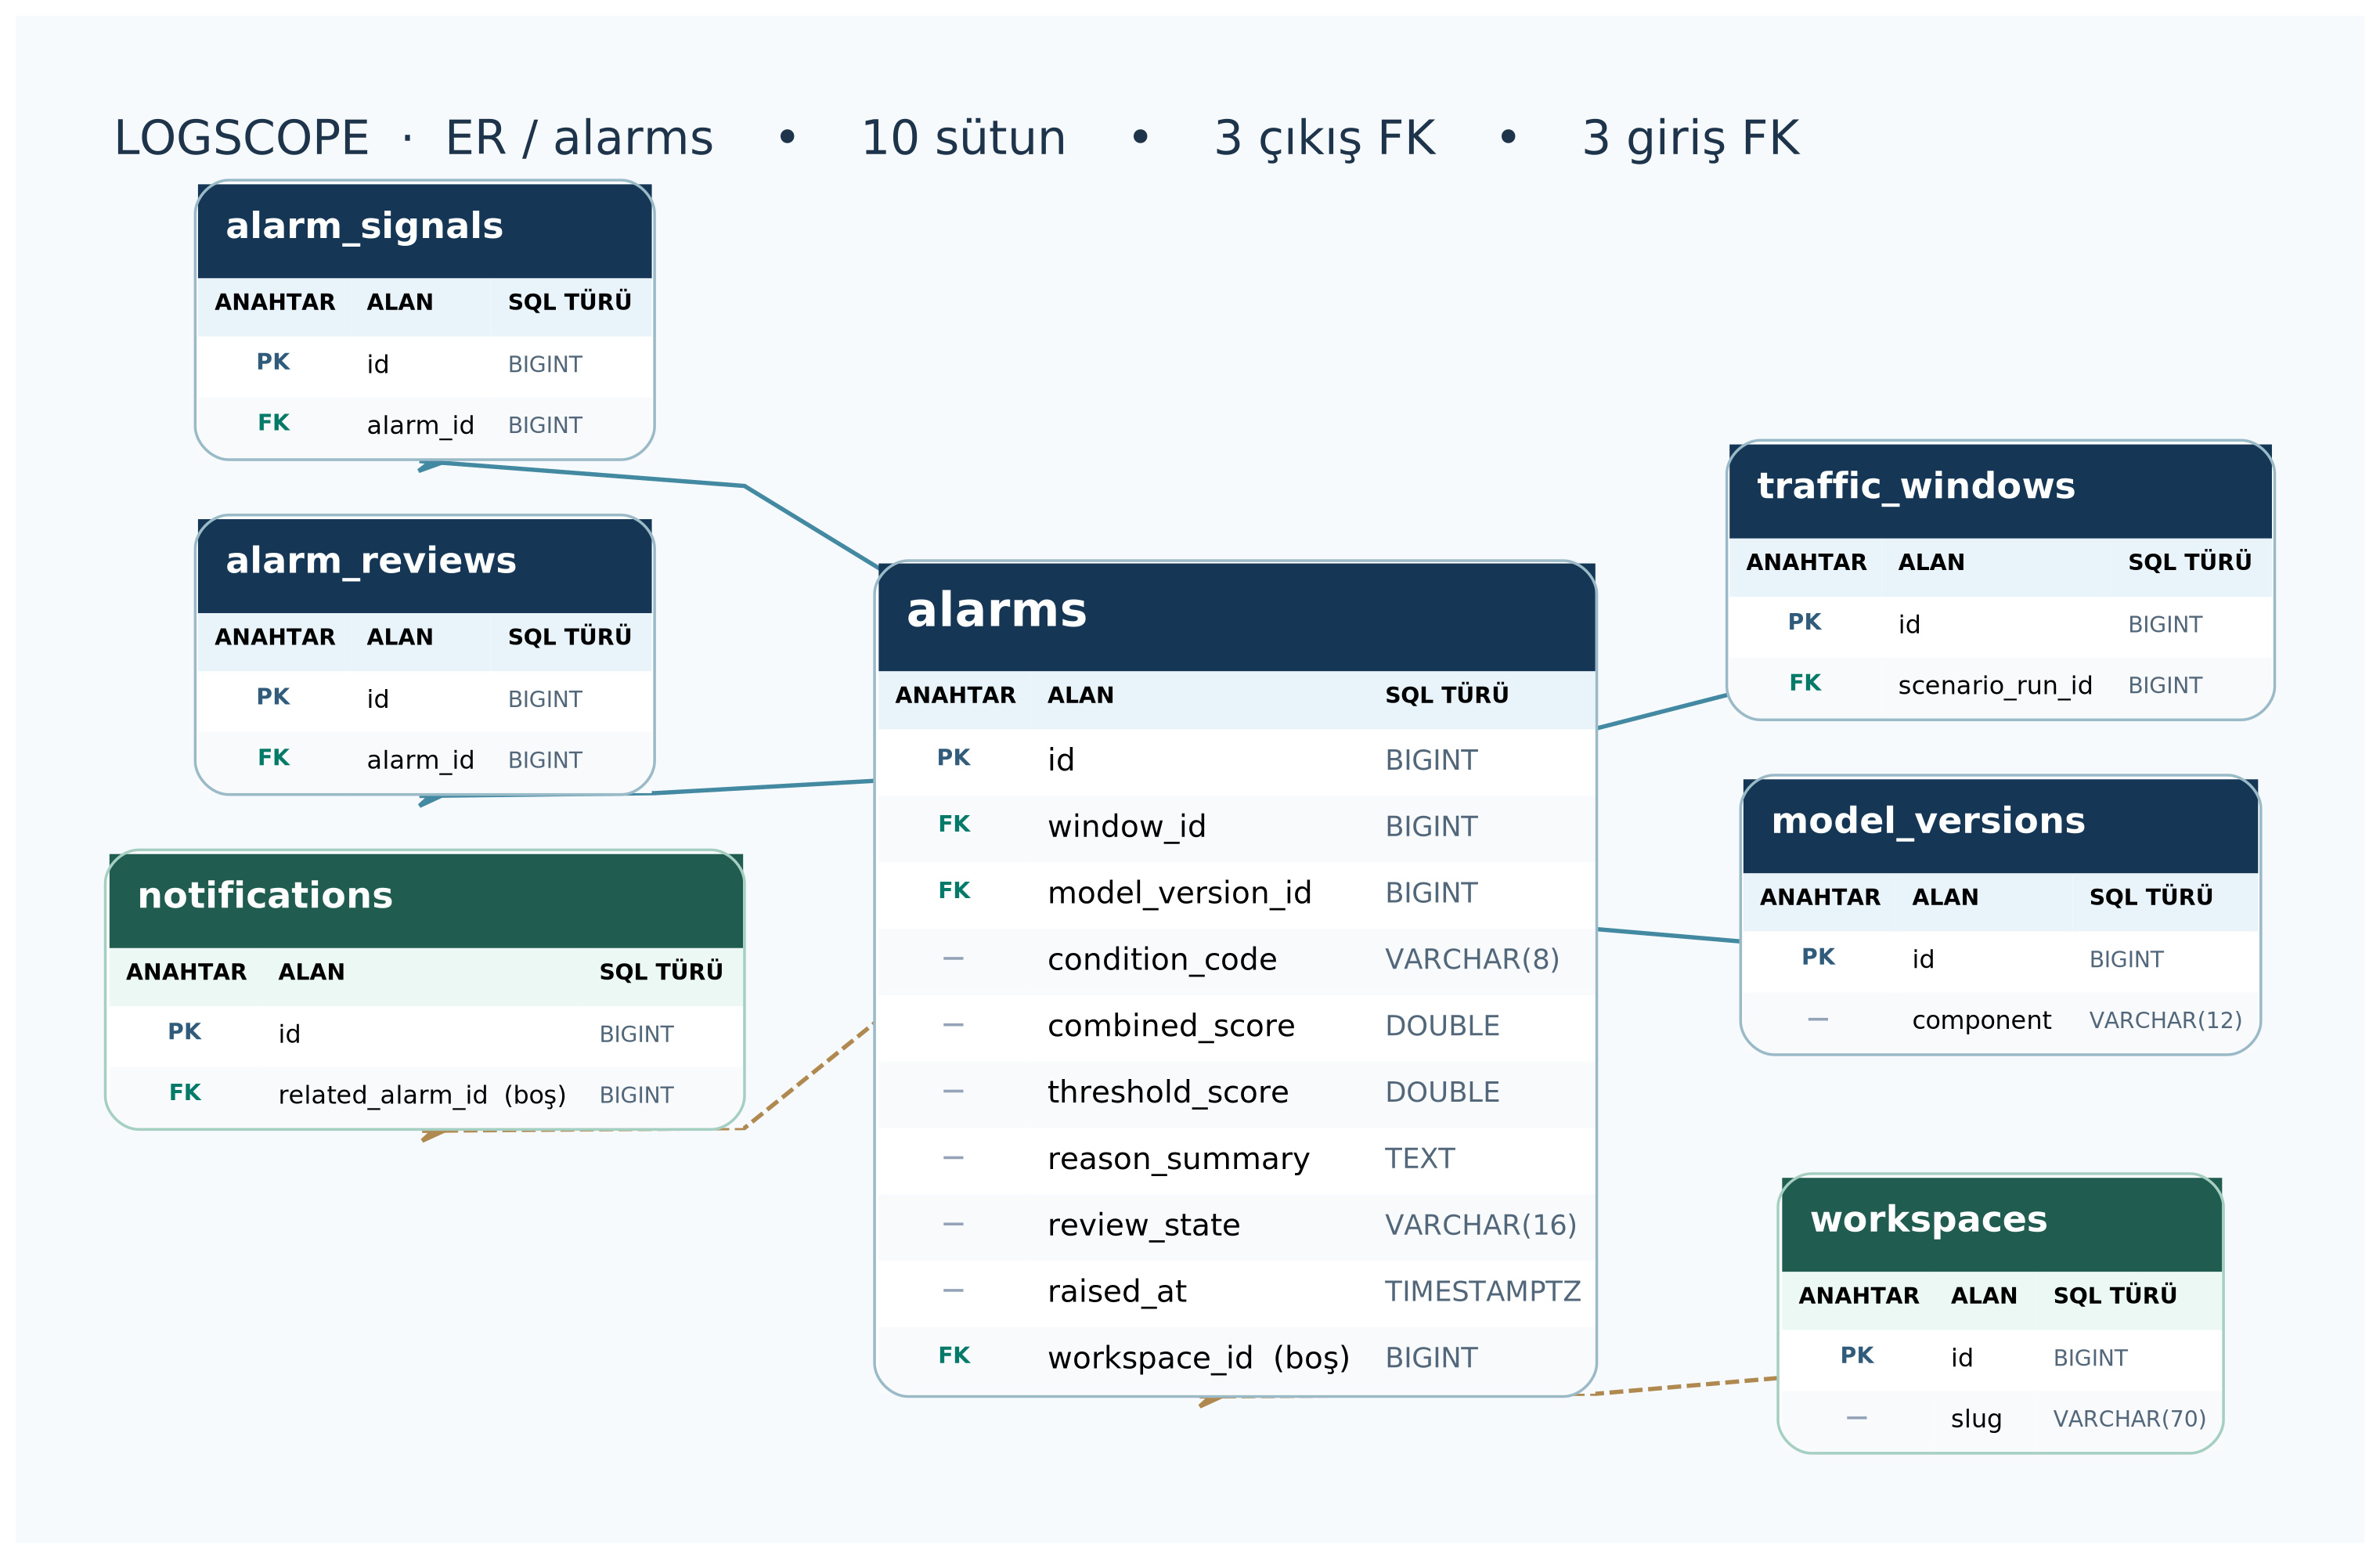 LOGSCOPE · ER / alarms • 10 sütun • 3 çıkış FK • 3 giriş FK
alarm_signals
ANAHTAR ALAN SQL TÜRÜ
PK id BIGINT
FK alarm_id BIGINT
alarm_reviews
ANAHTAR ALAN SQL TÜRÜ
PK id BIGINT
FK alarm_id BIGINT
notifications
ANAHTAR ALAN SQL TÜRÜ
PK id BIGINT
FK related_alarm_id (boş) BIGINT
alarms
ANAHTAR ALAN SQL TÜRÜ
PK id BIGINT
FK window_id BIGINT
FK model_version_id BIGINT
— condition_code VARCHAR(8)
— combined_score DOUBLE
— threshold_score DOUBLE
— reason_summary TEXT
— review_state VARCHAR(16)
— raised_at TIMESTAMPTZ
FK workspace_id (boş) BIGINT
traffic_windows
ANAHTAR ALAN SQL TÜRÜ
PK id BIGINT
FK scenario_run_id BIGINT
model_versions
ANAHTAR ALAN SQL TÜRÜ
PK id BIGINT
— component VARCHAR(12)
workspaces
ANAHTAR ALAN SQL TÜRÜ
PK id BIGINT
— slug VARCHAR(70)